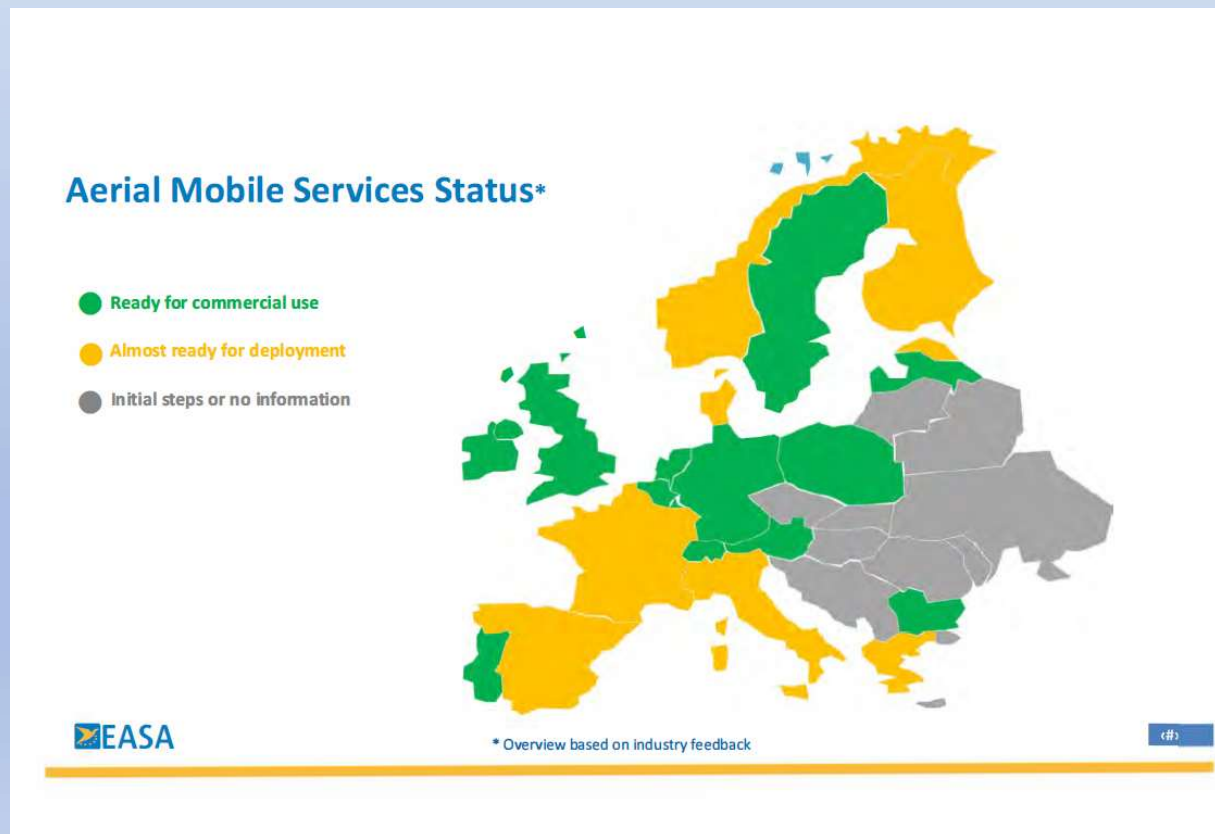 Aerial Mobile Services Status*
Ready for commercial use
Almost ready for deployment
Initial steps or no information
EASA
* Overview based on industry feedback
‹#›